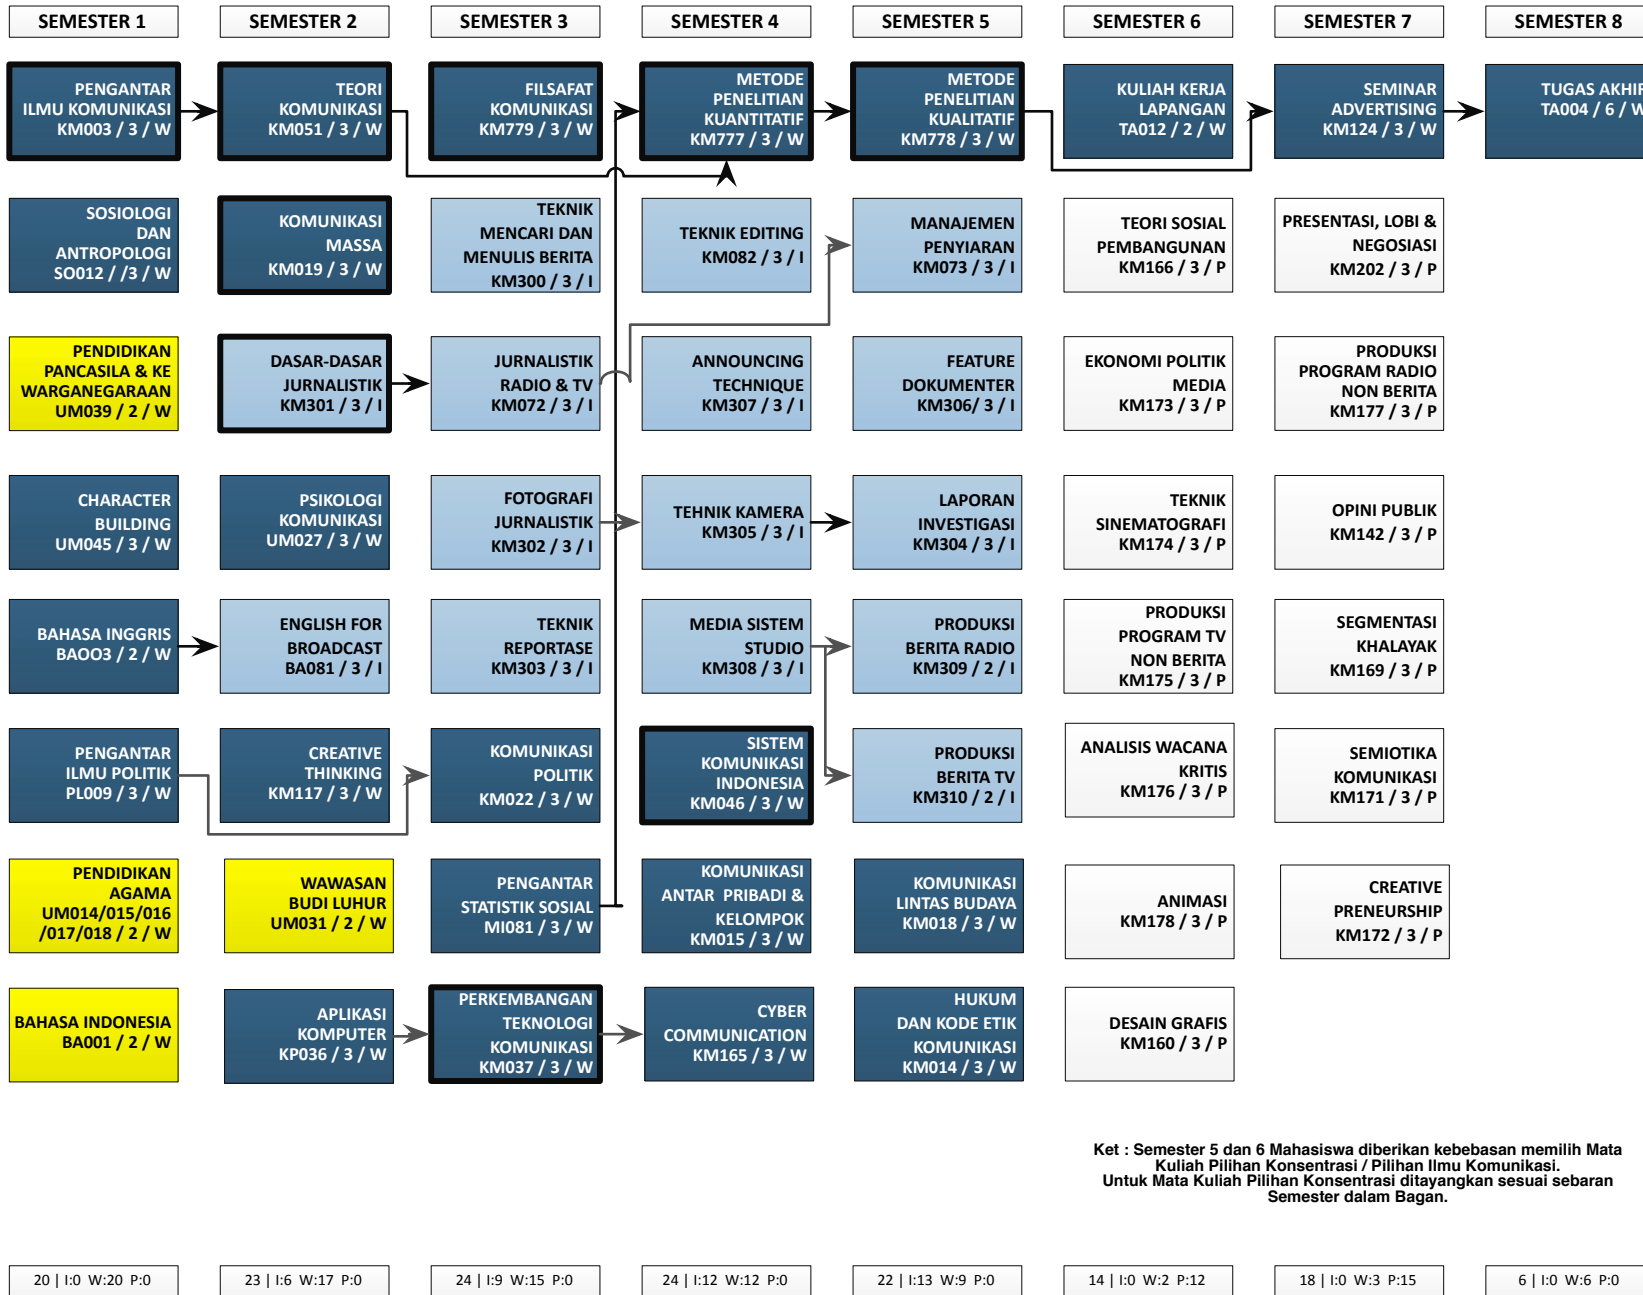 SEMESTER 1
SEMESTER 2
SEMESTER 3
SEMESTER 4
SEMESTER 5
SEMESTER 6
SEMESTER 7
SEMESTER 8
PENGANTAR
ILMU KOMUNIKASI
KM003 / 3 / W
TEORI
KOMUNIKASI
KM051 / 3 / W
FILSAFAT
KOMUNIKASI
KM779 / 3 / W
METODE
PENELITIAN
KUANTITATIF
KM777 / 3 / W
METODE
PENELITIAN
KUALITATIF
KM778 / 3 / W
KULIAH KERJA
LAPANGAN
TA012 / 2 / W
SEMINAR
ADVERTISING
KM124 / 3 / W
TUGAS AKHIR
TA004 / 6 / W
SOSIOLOGI
DAN
ANTROPOLOGI
SO012 / /3 / W
KOMUNIKASI
MASSA
KM019 / 3 / W
TEKNIK
MENCARI DAN
MENULIS BERITA
KM300 / 3 / I
TEKNIK EDITING
KM082 / 3 / I
MANAJEMEN
PENYIARAN
KM073 / 3 / I
TEORI SOSIAL
PEMBANGUNAN
KM166 / 3 / P
PRESENTASI, LOBI &
NEGOSIASI
KM202 / 3 / P
PENDIDIKAN
PANCASILA & KE
WARGANEGARAAN
UM039 / 2 / W
DASAR-DASAR
JURNALISTIK
KM301 / 3 / I
JURNALISTIK
RADIO & TV
KM072 / 3 / I
ANNOUNCING
TECHNIQUE
KM307 / 3 / I
FEATURE
DOKUMENTER
KM306/ 3 / I
EKONOMI POLITIK
MEDIA
KM173 / 3 / P
PRODUKSI
PROGRAM RADIO
NON BERITA
KM177 / 3 / P
CHARACTER
BUILDING
UM045 / 3 / W
PSIKOLOGI
KOMUNIKASI
UM027 / 3 / W
FOTOGRAFI
JURNALISTIK
KM302 / 3 / I
TEHNIK KAMERA
KM305 / 3 / I
LAPORAN
INVESTIGASI
KM304 / 3 / I
TEKNIK
SINEMATOGRAFI
KM174 / 3 / P
OPINI PUBLIK
KM142 / 3 / P
BAHASA INGGRIS
BAOO3 / 2 / W
ENGLISH FOR
BROADCAST
BA081 / 3 / I
TEKNIK
REPORTASE
KM303 / 3 / I
MEDIA SISTEM
STUDIO
KM308 / 3 / I
PRODUKSI
BERITA RADIO
KM309 / 2 / I
PRODUKSI
PROGRAM TV
NON BERITA
KM175 / 3 / P
SEGMENTASI
KHALAYAK
KM169 / 3 / P
PENGANTAR
ILMU POLITIK
PL009 / 3 / W
CREATIVE
THINKING
KM117 / 3 / W
KOMUNIKASI
POLITIK
KM022 / 3 / W
SISTEM
KOMUNIKASI
INDONESIA
KM046 / 3 / W
PRODUKSI
BERITA TV
KM310 / 2 / I
ANALISIS WACANA
KRITIS
KM176 / 3 / P
SEMIOTIKA
KOMUNIKASI
KM171 / 3 / P
PENDIDIKAN
AGAMA
UM014/015/016
/017/018 / 2 / W
WAWASAN
BUDI LUHUR
UM031 / 2 / W
PENGANTAR
STATISTIK SOSIAL
MI081 / 3 / W
KOMUNIKASI
ANTAR PRIBADI &
KELOMPOK
KM015 / 3 / W
KOMUNIKASI
LINTAS BUDAYA
KM018 / 3 / W
ANIMASI
KM178 / 3 / P
CREATIVE
PRENEURSHIP
KM172 / 3 / P
BAHASA INDONESIA
BA001 / 2 / W
APLIKASI
KOMPUTER
KP036 / 3 / W
PERKEMBANGAN
TEKNOLOGI
KOMUNIKASI
KM037 / 3 / W
CYBER
COMMUNICATION
KM165 / 3 / W
HUKUM
DAN KODE ETIK
KOMUNIKASI
KM014 / 3 / W
DESAIN GRAFIS
KM160 / 3 / P
Ket : Semester 5 dan 6 Mahasiswa diberikan kebebasan memilih Mata
Kuliah Pilihan Konsentrasi / Pilihan Ilmu Komunikasi.
Untuk Mata Kuliah Pilihan Konsentrasi ditayangkan sesuai sebaran
Semester dalam Bagan.
20 | I:0 W:20 P:0
23 | I:6 W:17 P:0
24 | I:9 W:15 P:0
24 | I:12 W:12 P:0
22 | I:13 W:9 P:0
14 | I:0 W:2 P:12
18 | I:0 W:3 P:15
6 | I:0 W:6 P:0